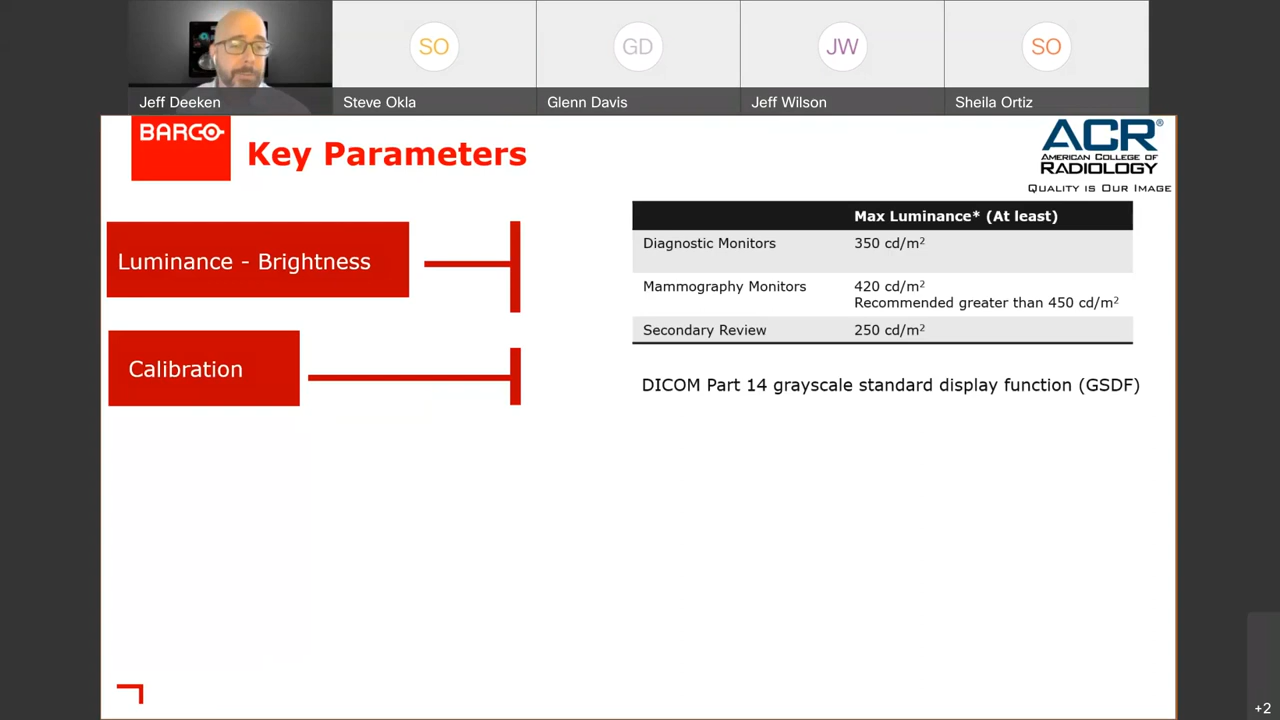 SO
GD
JW
SO
Jeff Deeken
Steve Okla
Glenn Davis
Jeff Wilson
Sheila Ortiz
BARCO
Key Parameters
ACR®
AMERICAN COLLEGE OF
RADIOLOGY
QUALITY IS OUR IMAGE
Luminance - Brightness
Max Luminance* (At least)
Diagnostic Monitors 350 cd/m²
Mammography Monitors 420 cd/m²
Recommended greater than 450 cd/m²
Secondary Review 250 cd/m²
Calibration
DICOM Part 14 grayscale standard display function (GSDF)
+2